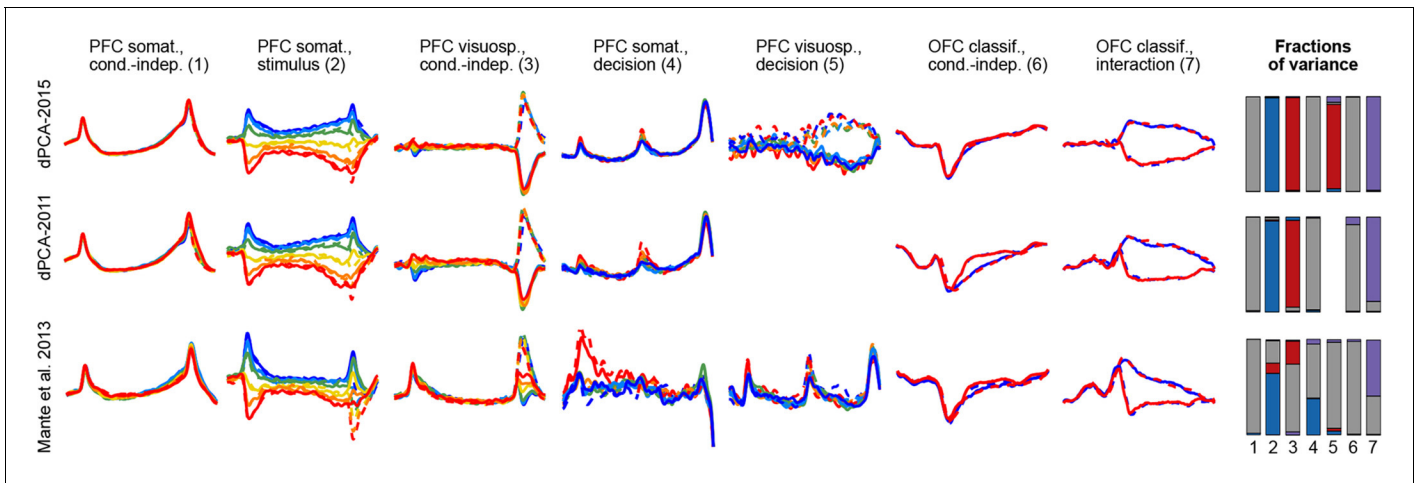 PFC somat.,
cond.-indep. (1)
PFC somat.,
stimulus (2)
PFC visuosp.,
cond.-indep. (3)
PFC somat.,
decision (4)
PFC visuosp.,
decision (5)
OFC classif.,
cond.-indep. (6)
OFC classif.,
interaction (7)
Fractions
of variance
dPCA-2015
dPCA-2011
Mante et al. 2013
1 2 3 4 5 6 7